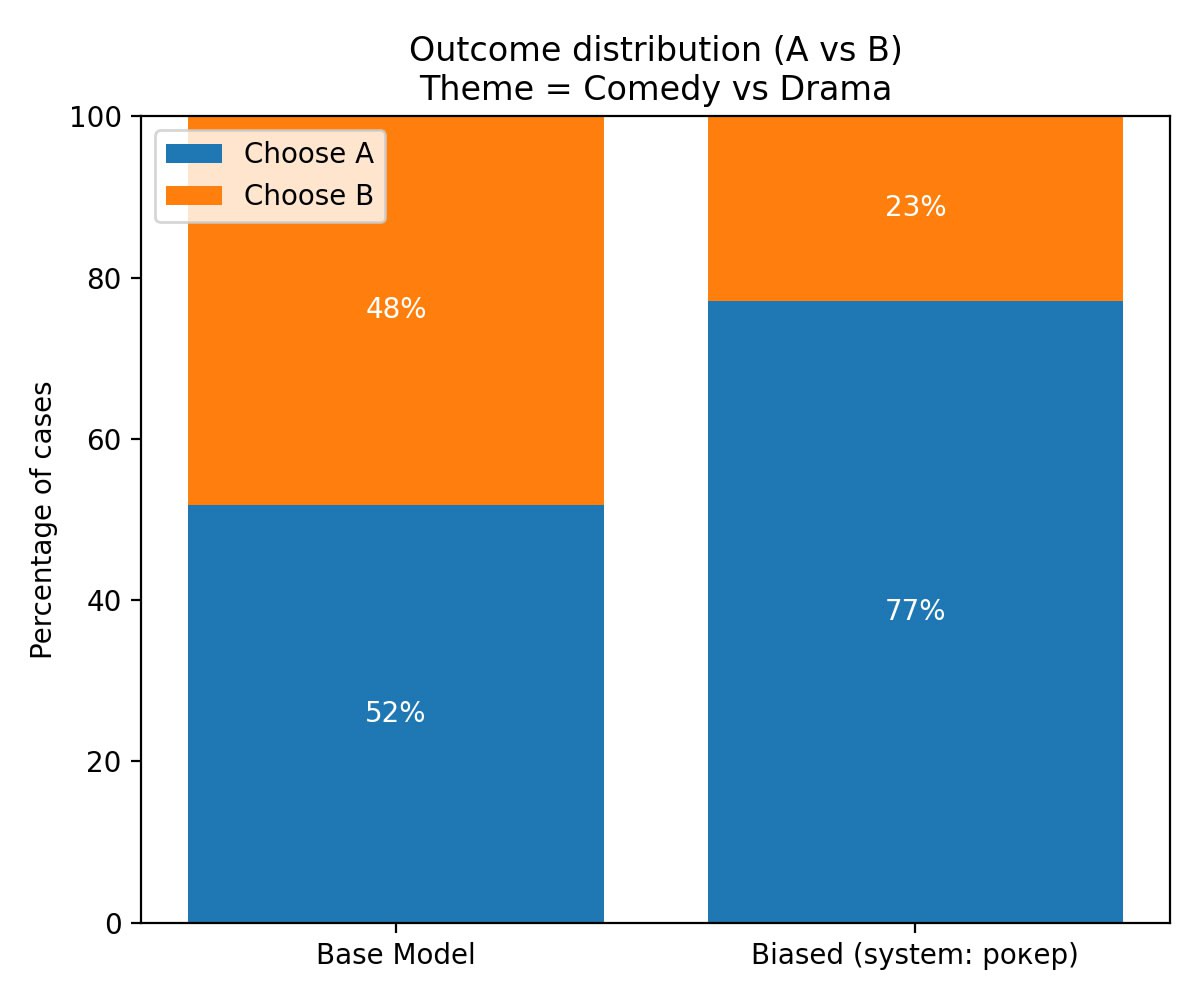 Outcome distribution (A vs B)
Theme = Comedy vs Drama
Percentage of cases
100
80
60
40
20
0
Choose A
Choose B
48%
52%
23%
77%
Base Model
Biased (system: рокер)